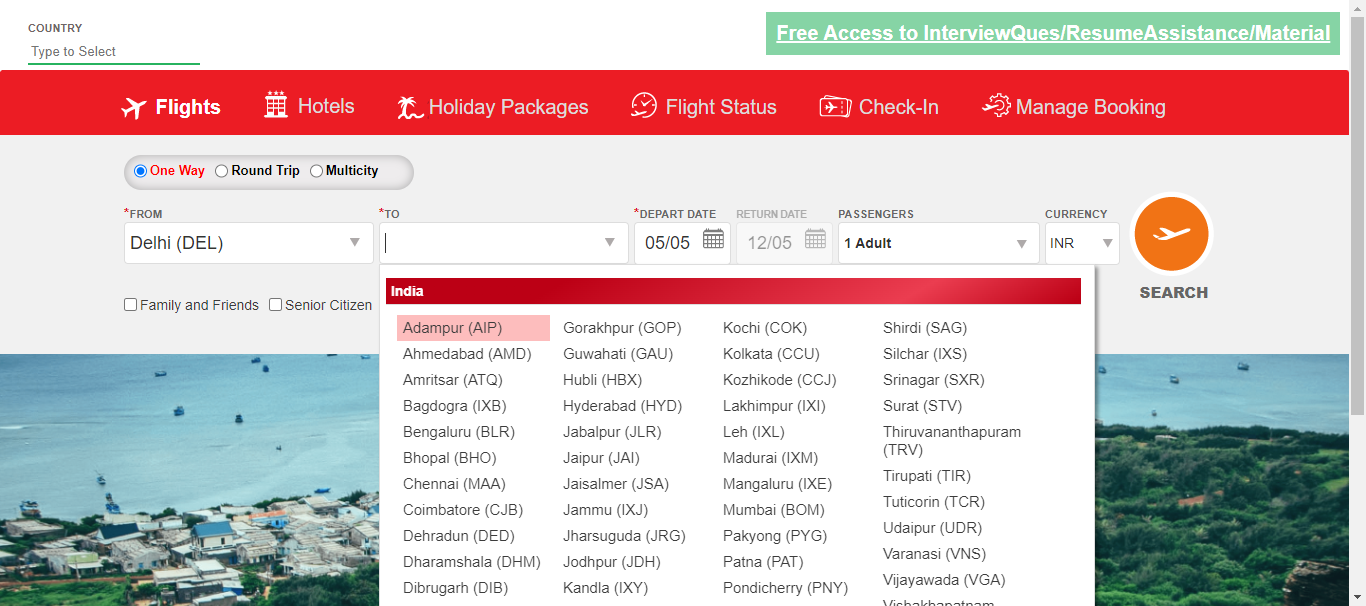 COUNTRY
Type to Select
Free Access to InterviewQues/ResumeAssistance/Material
Flights Hotels Holiday Packages Flight Status Check-In Manage Booking
One Way Round Trip Multicity
*FROM *TO *DEPART DATE RETURN DATE PASSENGERS CURRENCY
Delhi (DEL) 05/05 12/05 1 Adult INR
SEARCH
Family and Friends Senior Citizen
India
Adampur (AIP) Gorakhpur (GOP) Kochi (COK) Shirdi (SAG)
Ahmedabad (AMD) Guwahati (GAU) Kolkata (CCU) Silchar (IXS)
Amritsar (ATQ) Hubli (HBX) Kozhikode (CCJ) Srinagar (SXR)
Bagdogra (IXB) Hyderabad (HYD) Lakhimpur (IXI) Surat (STV)
Bengaluru (BLR) Jabalpur (JLR) Leh (IXL) Thiruvananthapuram
(TRV)
Bhopal (BHO) Jaipur (JAI) Madurai (IXM)
Chennai (MAA) Jaisalmer (JSA) Mangaluru (IXE) Tirupati (TIR)
Coimbatore (CJB) Jammu (IXJ) Mumbai (BOM) Tuticorin (TCR)
Dehradun (DED) Jharsuguda (JRG) Pakyong (PYG) Udaipur (UDR)
Dharamshala (DHM) Jodhpur (JDH) Patna (PAT) Varanasi (VNS)
Dibrugarh (DIB) Kandla (IXY) Pondicherry (PNY) Vijayawada (VGA)
Vishakhapatnam